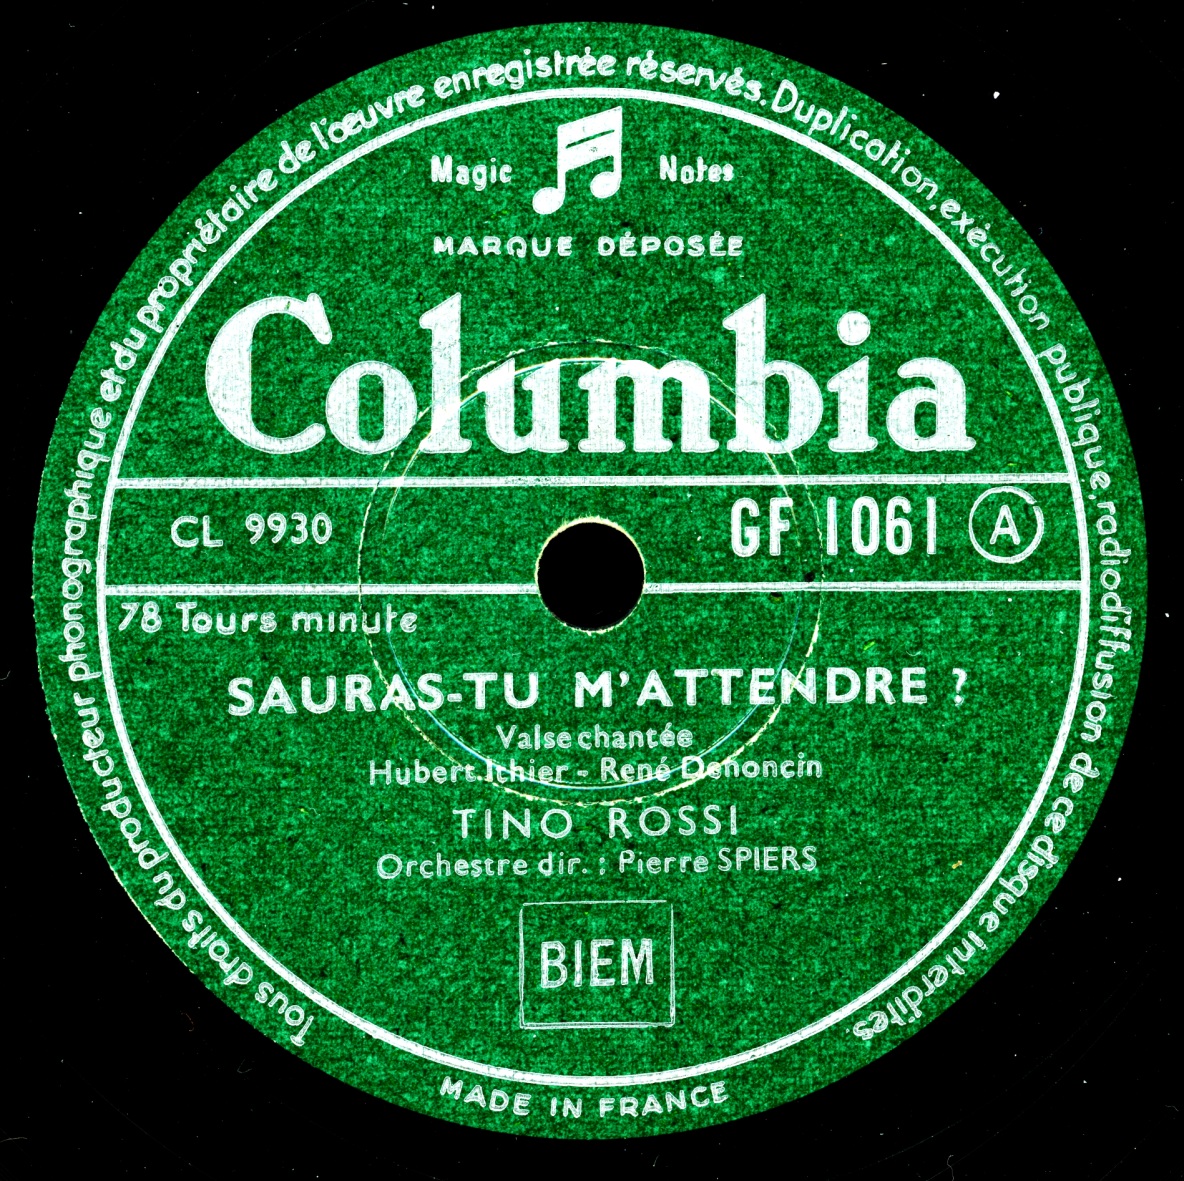 Tous droits du producteur phonographique et du propriétaire de l'œuvre enregistrée réservés. Duplication, exécution publique, radiodiffusion de ce disque interdites.
Magic Notes
MARQUE DÉPOSÉE
Columbia
CL 9930 GF 1061 A
78 Tours minute
SAURAS-TU M'ATTENDRE ?
Valse chantée
Hubert Ithier - René Denoncin
TINO ROSSI
Orchestre dir. : Pierre SPIERS
BIEM
MADE IN FRANCE